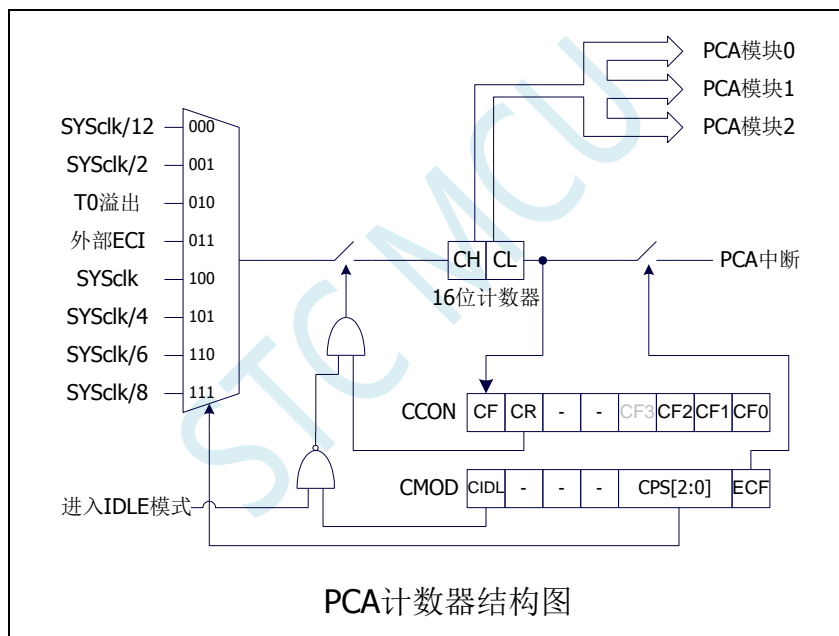 PCA模块0
PCA模块1
PCA模块2
SYSclk/12 000
SYSclk/2 001
T0溢出 010
外部ECI 011
SYSclk 100
SYSclk/4 101
SYSclk/6 110
SYSclk/8 111
CH CL
16位计数器
PCA中断
CCON CF CR - - CF3 CF2 CF1 CF0
CMOD CIDL - - - CPS[2:0] ECF
进入IDLE模式
PCA计数器结构图
STC MCU